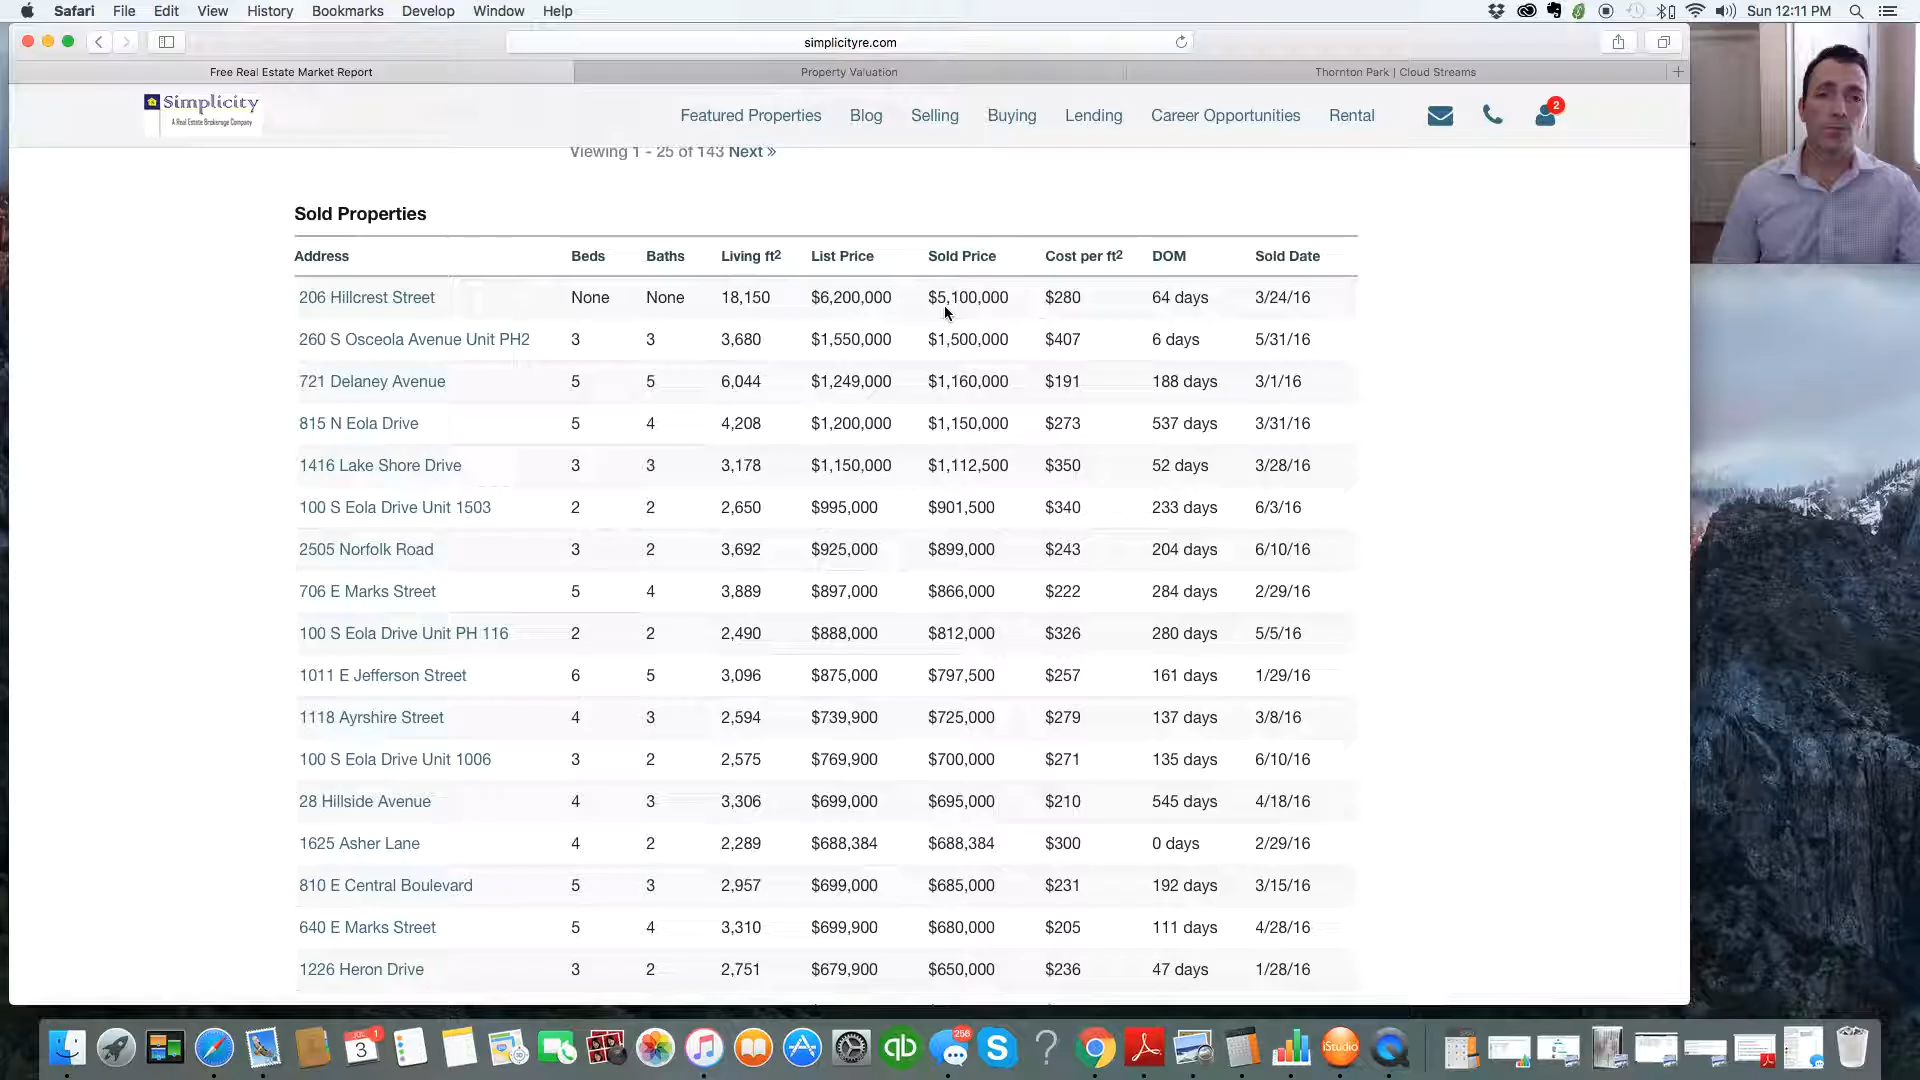 Safari File Edit View History Bookmarks Develop Window Help Sun 12:11 PM
simplicityre.com
Free Real Estate Market Report Property Valuation Thornton Park | Cloud Streams
Simplicity
A Real Estate Brokerage Company
Featured Properties Blog Selling Buying Lending Career Opportunities Rental 2
Viewing 1 - 25 of 143 Next »
Sold Properties
Address Beds Baths Living ft2 List Price Sold Price Cost per ft2 DOM Sold Date
206 Hillcrest Street None None 18,150 $6,200,000 $5,100,000 $280 64 days 3/24/16
260 S Osceola Avenue Unit PH2 3 3 3,680 $1,550,000 $1,500,000 $407 6 days 5/31/16
721 Delaney Avenue 5 5 6,044 $1,249,000 $1,160,000 $191 188 days 3/1/16
815 N Eola Drive 5 4 4,208 $1,200,000 $1,150,000 $273 537 days 3/31/16
1416 Lake Shore Drive 3 3 3,178 $1,150,000 $1,112,500 $350 52 days 3/28/16
100 S Eola Drive Unit 1503 2 2 2,650 $995,000 $901,500 $340 233 days 6/3/16
2505 Norfolk Road 3 2 3,692 $925,000 $899,000 $243 204 days 6/10/16
706 E Marks Street 5 4 3,889 $897,000 $866,000 $222 284 days 2/29/16
100 S Eola Drive Unit PH 116 2 2 2,490 $888,000 $812,000 $326 280 days 5/5/16
1011 E Jefferson Street 6 5 3,096 $875,000 $797,500 $257 161 days 1/29/16
1118 Ayrshire Street 4 3 2,594 $739,900 $725,000 $279 137 days 3/8/16
100 S Eola Drive Unit 1006 3 2 2,575 $769,900 $700,000 $271 135 days 6/10/16
28 Hillside Avenue 4 3 3,306 $699,000 $695,000 $210 545 days 4/18/16
1625 Asher Lane 4 2 2,289 $688,384 $688,384 $300 0 days 2/29/16
810 E Central Boulevard 5 3 2,957 $699,000 $685,000 $231 192 days 3/15/16
640 E Marks Street 5 4 3,310 $699,900 $680,000 $205 111 days 4/28/16
1226 Heron Drive 3 2 2,751 $679,900 $650,000 $236 47 days 1/28/16
JUL 3 1 256 iStudio